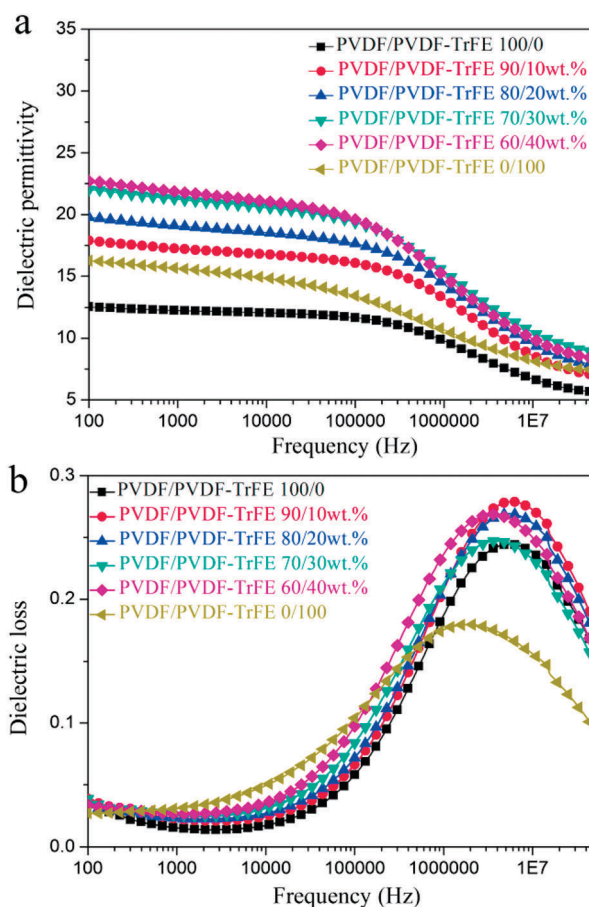 a
35
PVDF/PVDF-TrFE 100/0
PVDF/PVDF-TrFE 90/10wt.%
30
PVDF/PVDF-TrFE 80/20wt.%
PVDF/PVDF-TrFE 70/30wt.%
25
PVDF/PVDF-TrFE 60/40wt.%
PVDF/PVDF-TrFE 0/100
20
15
10
5
Dielectric permittivity
100 1000 10000 100000 1000000 1E7
Frequency (Hz)
b
0.3
PVDF/PVDF-TrFE 100/0
PVDF/PVDF-TrFE 90/10wt.%
PVDF/PVDF-TrFE 80/20wt.%
PVDF/PVDF-TrFE 70/30wt.%
0.2
PVDF/PVDF-TrFE 60/40wt.%
PVDF/PVDF-TrFE 0/100
0.1
0.0
Dielectric loss
100 1000 10000 100000 1000000 1E7
Frequency (Hz)